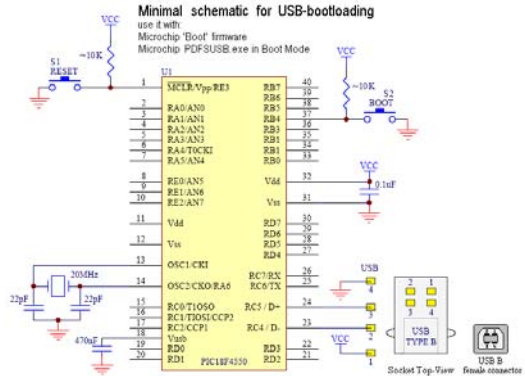 Minimal schematic for USB-bootloading
use it with:
Microchip 'Boot' firmware
Microchip PDFSUSB.exe in Boot Mode
VCC
~10K
S1
RESET
U1
VCC
~10K
S2
BOOT
1 MCLR/Vpp/RE3 RB7 40
RB6 39
2 RA0/AN0 RB5 38
3 RA1/AN1 RB4 37
4 RA2/AN2 RB3 36
5 RA3/AN3 RB1 35
6 RA4/T0CKI RB1 34
7 RA5/AN4 RB0 33
VCC
8 RE0/AN5 Vdd 32
0.1uF
9 RE1/AN6
10 RE2/AN7 Vss 31
11 Vdd RD7 30
RD6 29
12 Vss RD5 28
RD4 27
13 OSC1/CKI
20MHz
RC7/RX 26
14 OSC2/CKO/RA6 RC6/TX 25
USB
4
22pF 22pF
15 RC0/T1OSO RC5 / D+ 24
3
16 RC1/T1OSI/CCP2
17 RC2/CCP1 RC4 / D- 23
2
470nF
18 Vusb
VCC
19 RD0 RD3 22
20 RD1 RD2 21
1
PIC18F4550
2 1
3 4
USB
TYPE B
Socket Top-View
USB B
female connector